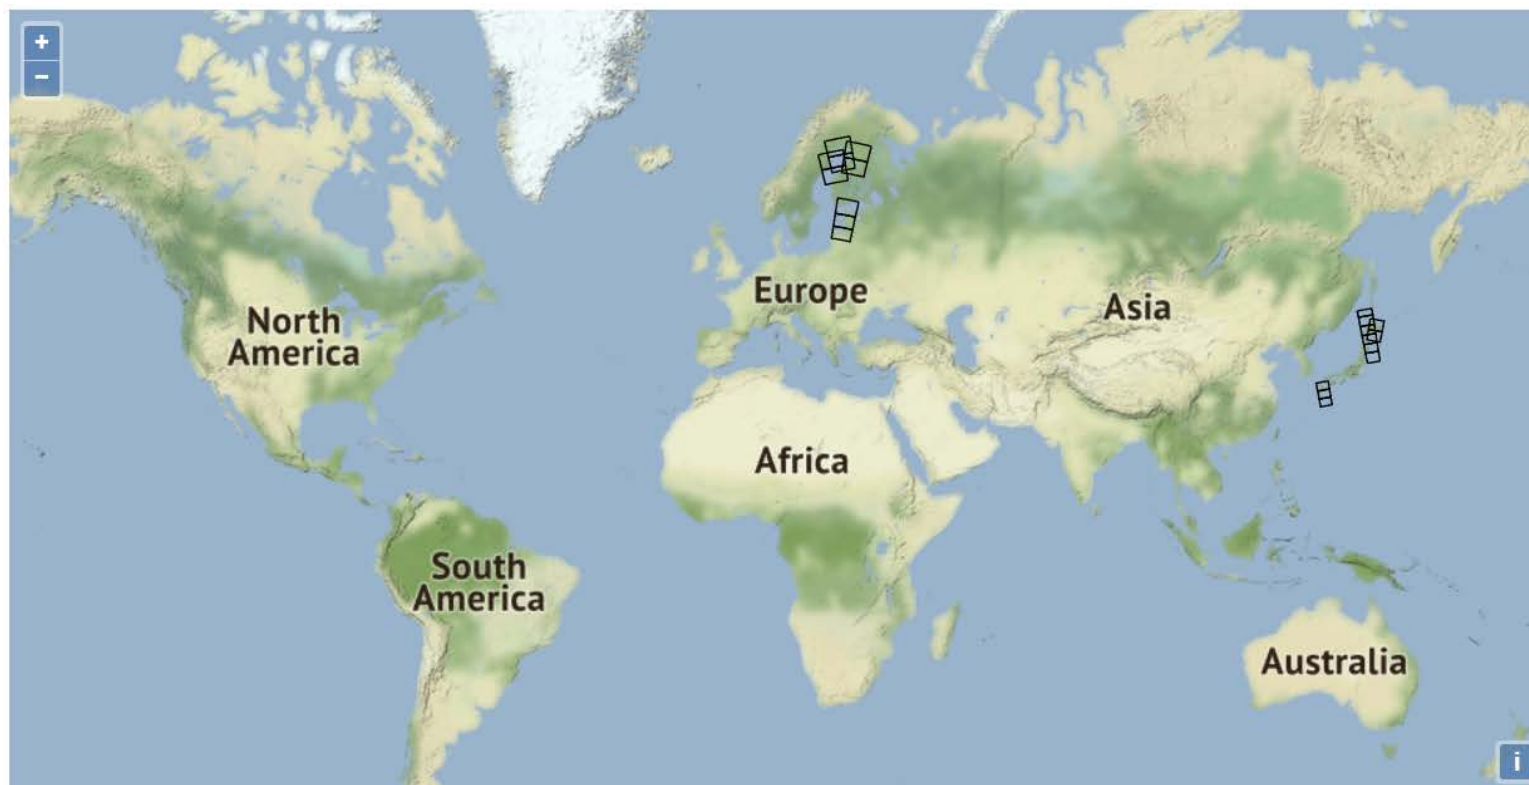 +
−
Europe
Asia
North
America
Africa
South
America
Australia
i